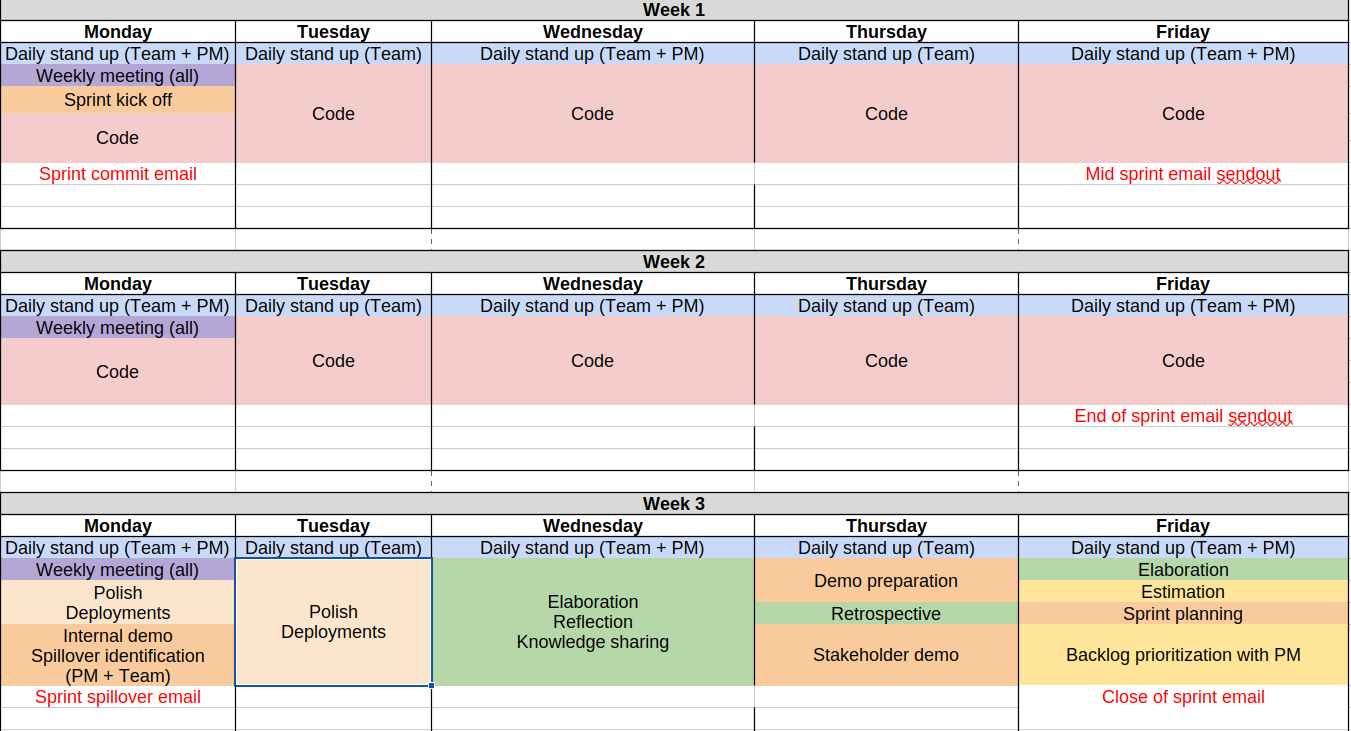 Week 1
Monday Tuesday Wednesday Thursday Friday
Daily stand up (Team + PM) Daily stand up (Team) Daily stand up (Team + PM) Daily stand up (Team) Daily stand up (Team + PM)
Weekly meeting (all)
Sprint kick off
Code Code Code Code
Code
Sprint commit email Mid sprint email sendout
Week 2
Monday Tuesday Wednesday Thursday Friday
Daily stand up (Team + PM) Daily stand up (Team) Daily stand up (Team + PM) Daily stand up (Team) Daily stand up (Team + PM)
Weekly meeting (all)
Code Code Code Code
Code
End of sprint email sendout
Week 3
Monday Tuesday Wednesday Thursday Friday
Daily stand up (Team + PM) Daily stand up (Team) Daily stand up (Team + PM) Daily stand up (Team) Daily stand up (Team + PM)
Weekly meeting (all)
Polish
Deployments
Internal demo
Spillover identification
(PM + Team)
Sprint spillover email
Polish
Deployments
Elaboration
Reflection
Knowledge sharing
Demo preparation
Retrospective
Stakeholder demo
Elaboration
Estimation
Sprint planning
Backlog prioritization with PM
Close of sprint email